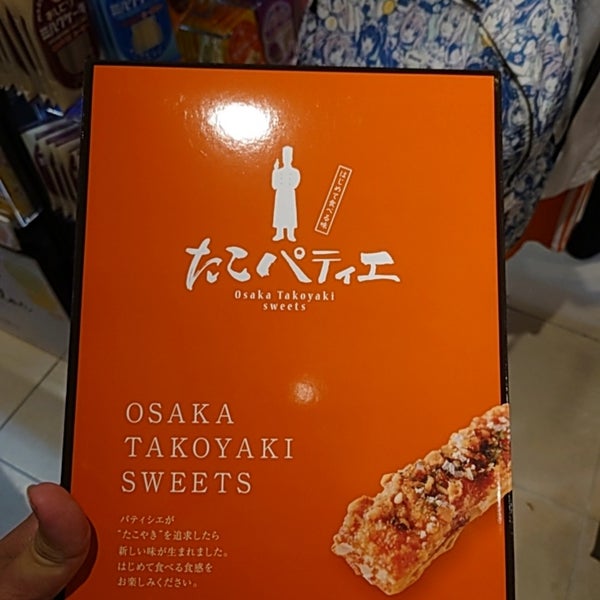 はじめて食べる味
たこパティエ
Osaka Takoyaki
sweets
OSAKA
TAKOYAKI
SWEETS
パティシエが
“たこやき”を追求したら
新しい味が生まれました。
はじめて食べる食感を
お楽しみください。